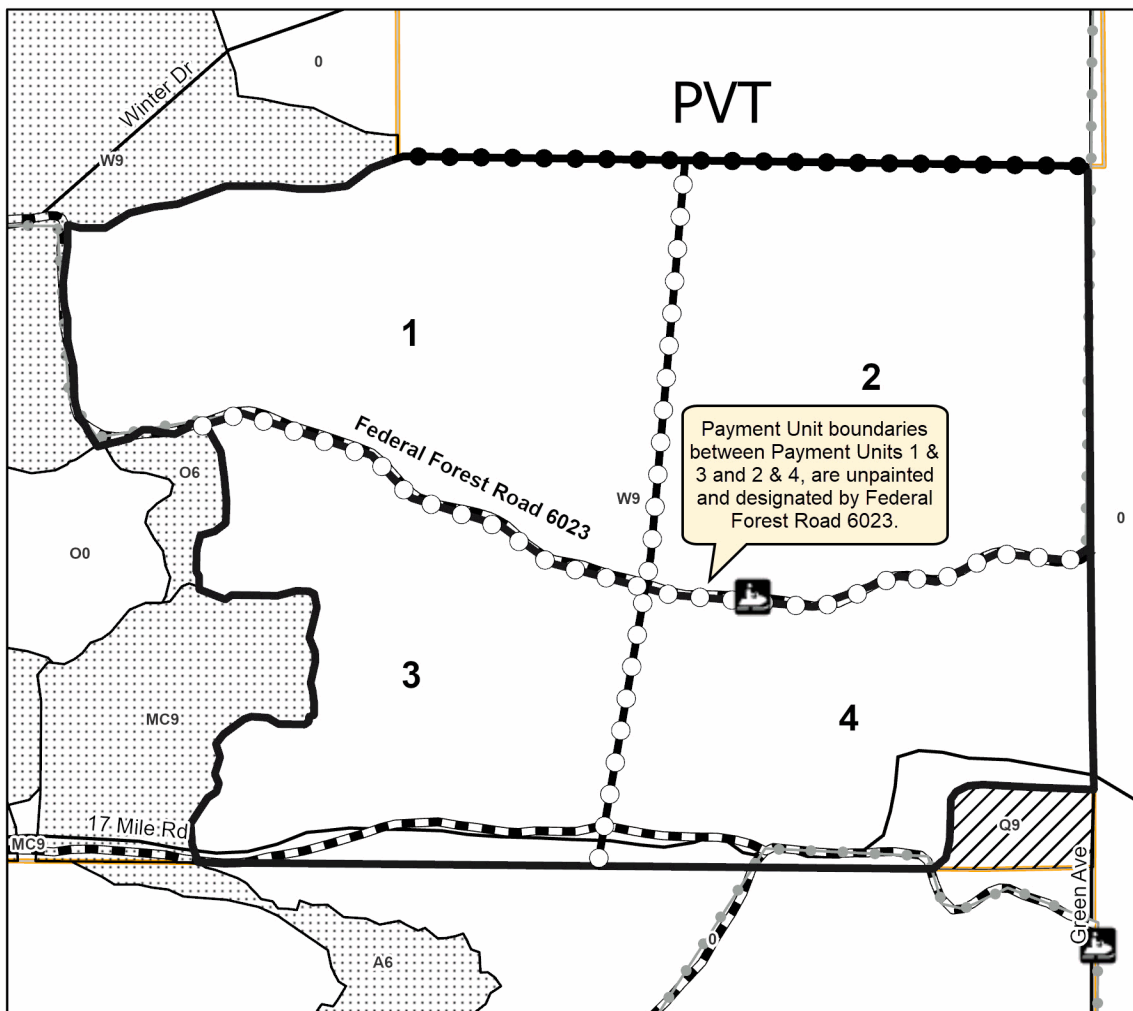 0
PVT
Winter Dr
W9
1
2
Federal Forest Road 6023
Payment Unit boundaries
between Payment Units 1 &
3 and 2 & 4, are unpainted
and designated by Federal
Forest Road 6023.
O6
W9
0
O0
3
4
MC9
17 Mile Rd
MC9
Q9
Green Ave
0
A6